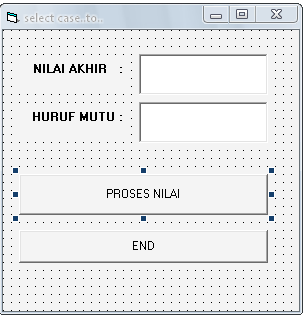 select case..to..
NILAI AKHIR :
HURUF MUTU :
PROSES NILAI
END